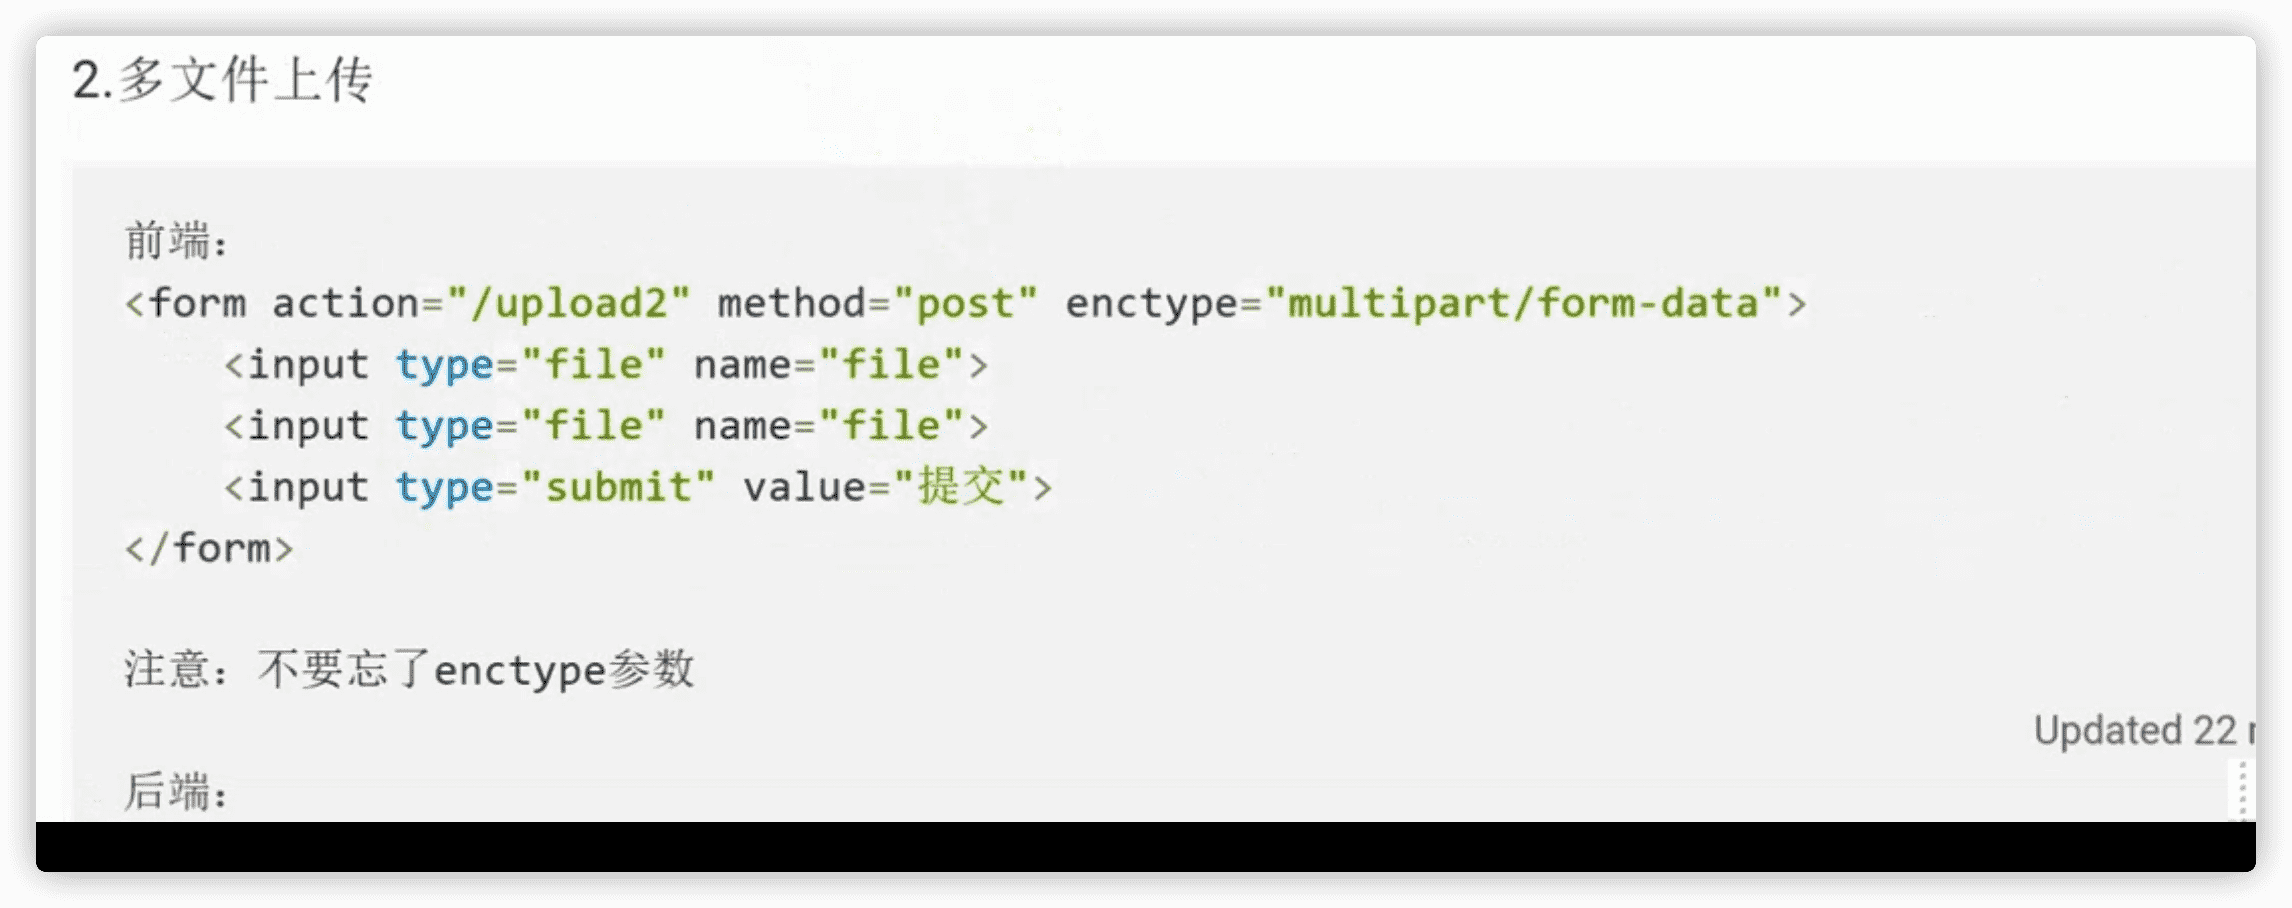 2.多文件上传
前端：
<form action="/upload2" method="post" enctype="multipart/form-data">
<input type="file" name="file">
<input type="file" name="file">
<input type="submit" value="提交">
</form>
注意：不要忘了enctype参数
Updated 22
后端：